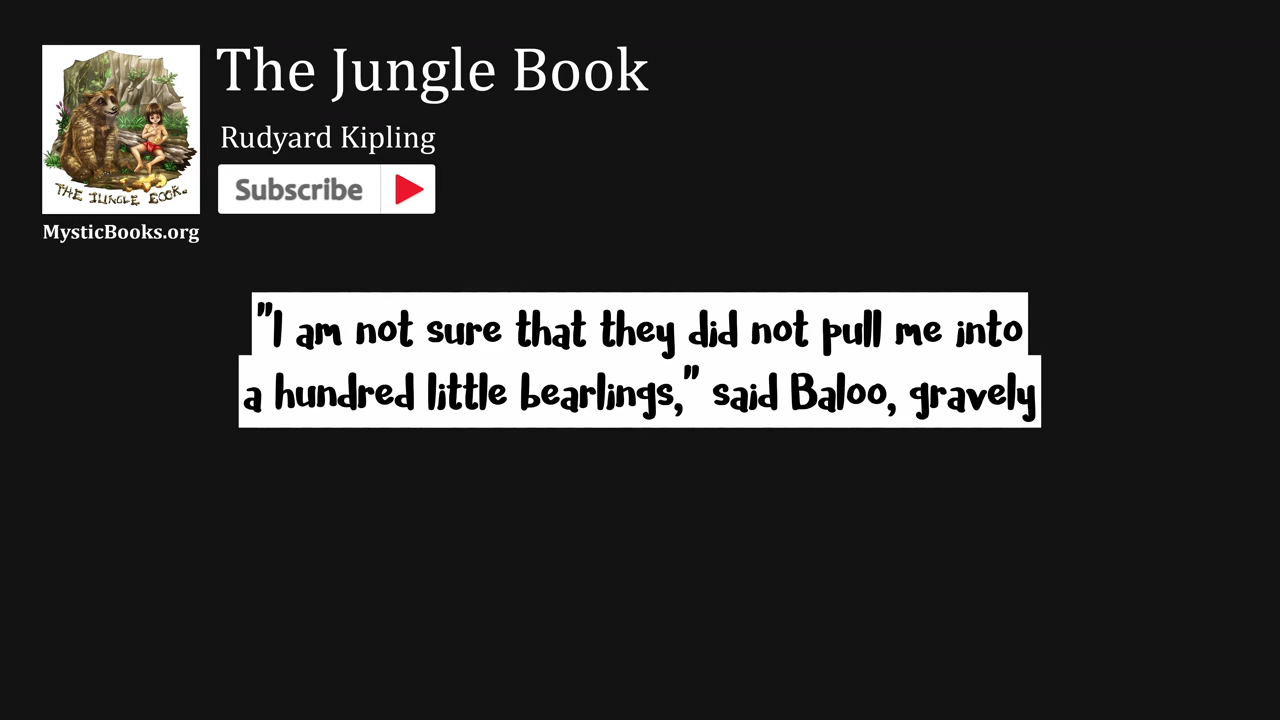 The Jungle Book
Rudyard Kipling
Subscribe
THE JUNGLE BOOK.
MysticBooks.org
"I am not sure that they did not pull me into
a hundred little bearlings," said Baloo, gravely